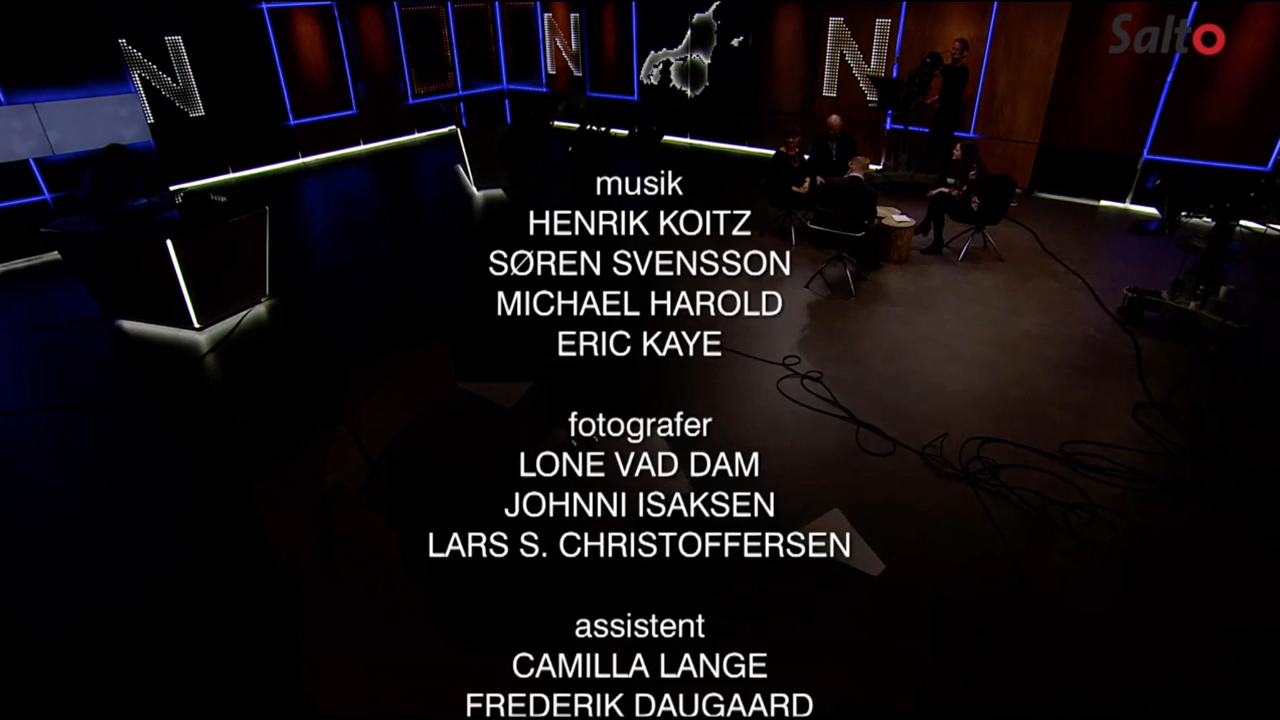 Salto
N
N
N
musik
HENRIK KOITZ
SØREN SVENSSON
MICHAEL HAROLD
ERIC KAYE
fotografer
LONE VAD DAM
JOHNNI ISAKSEN
LARS S. CHRISTOFFERSEN
assistent
CAMILLA LANGE
FREDERIK DAUGAARD